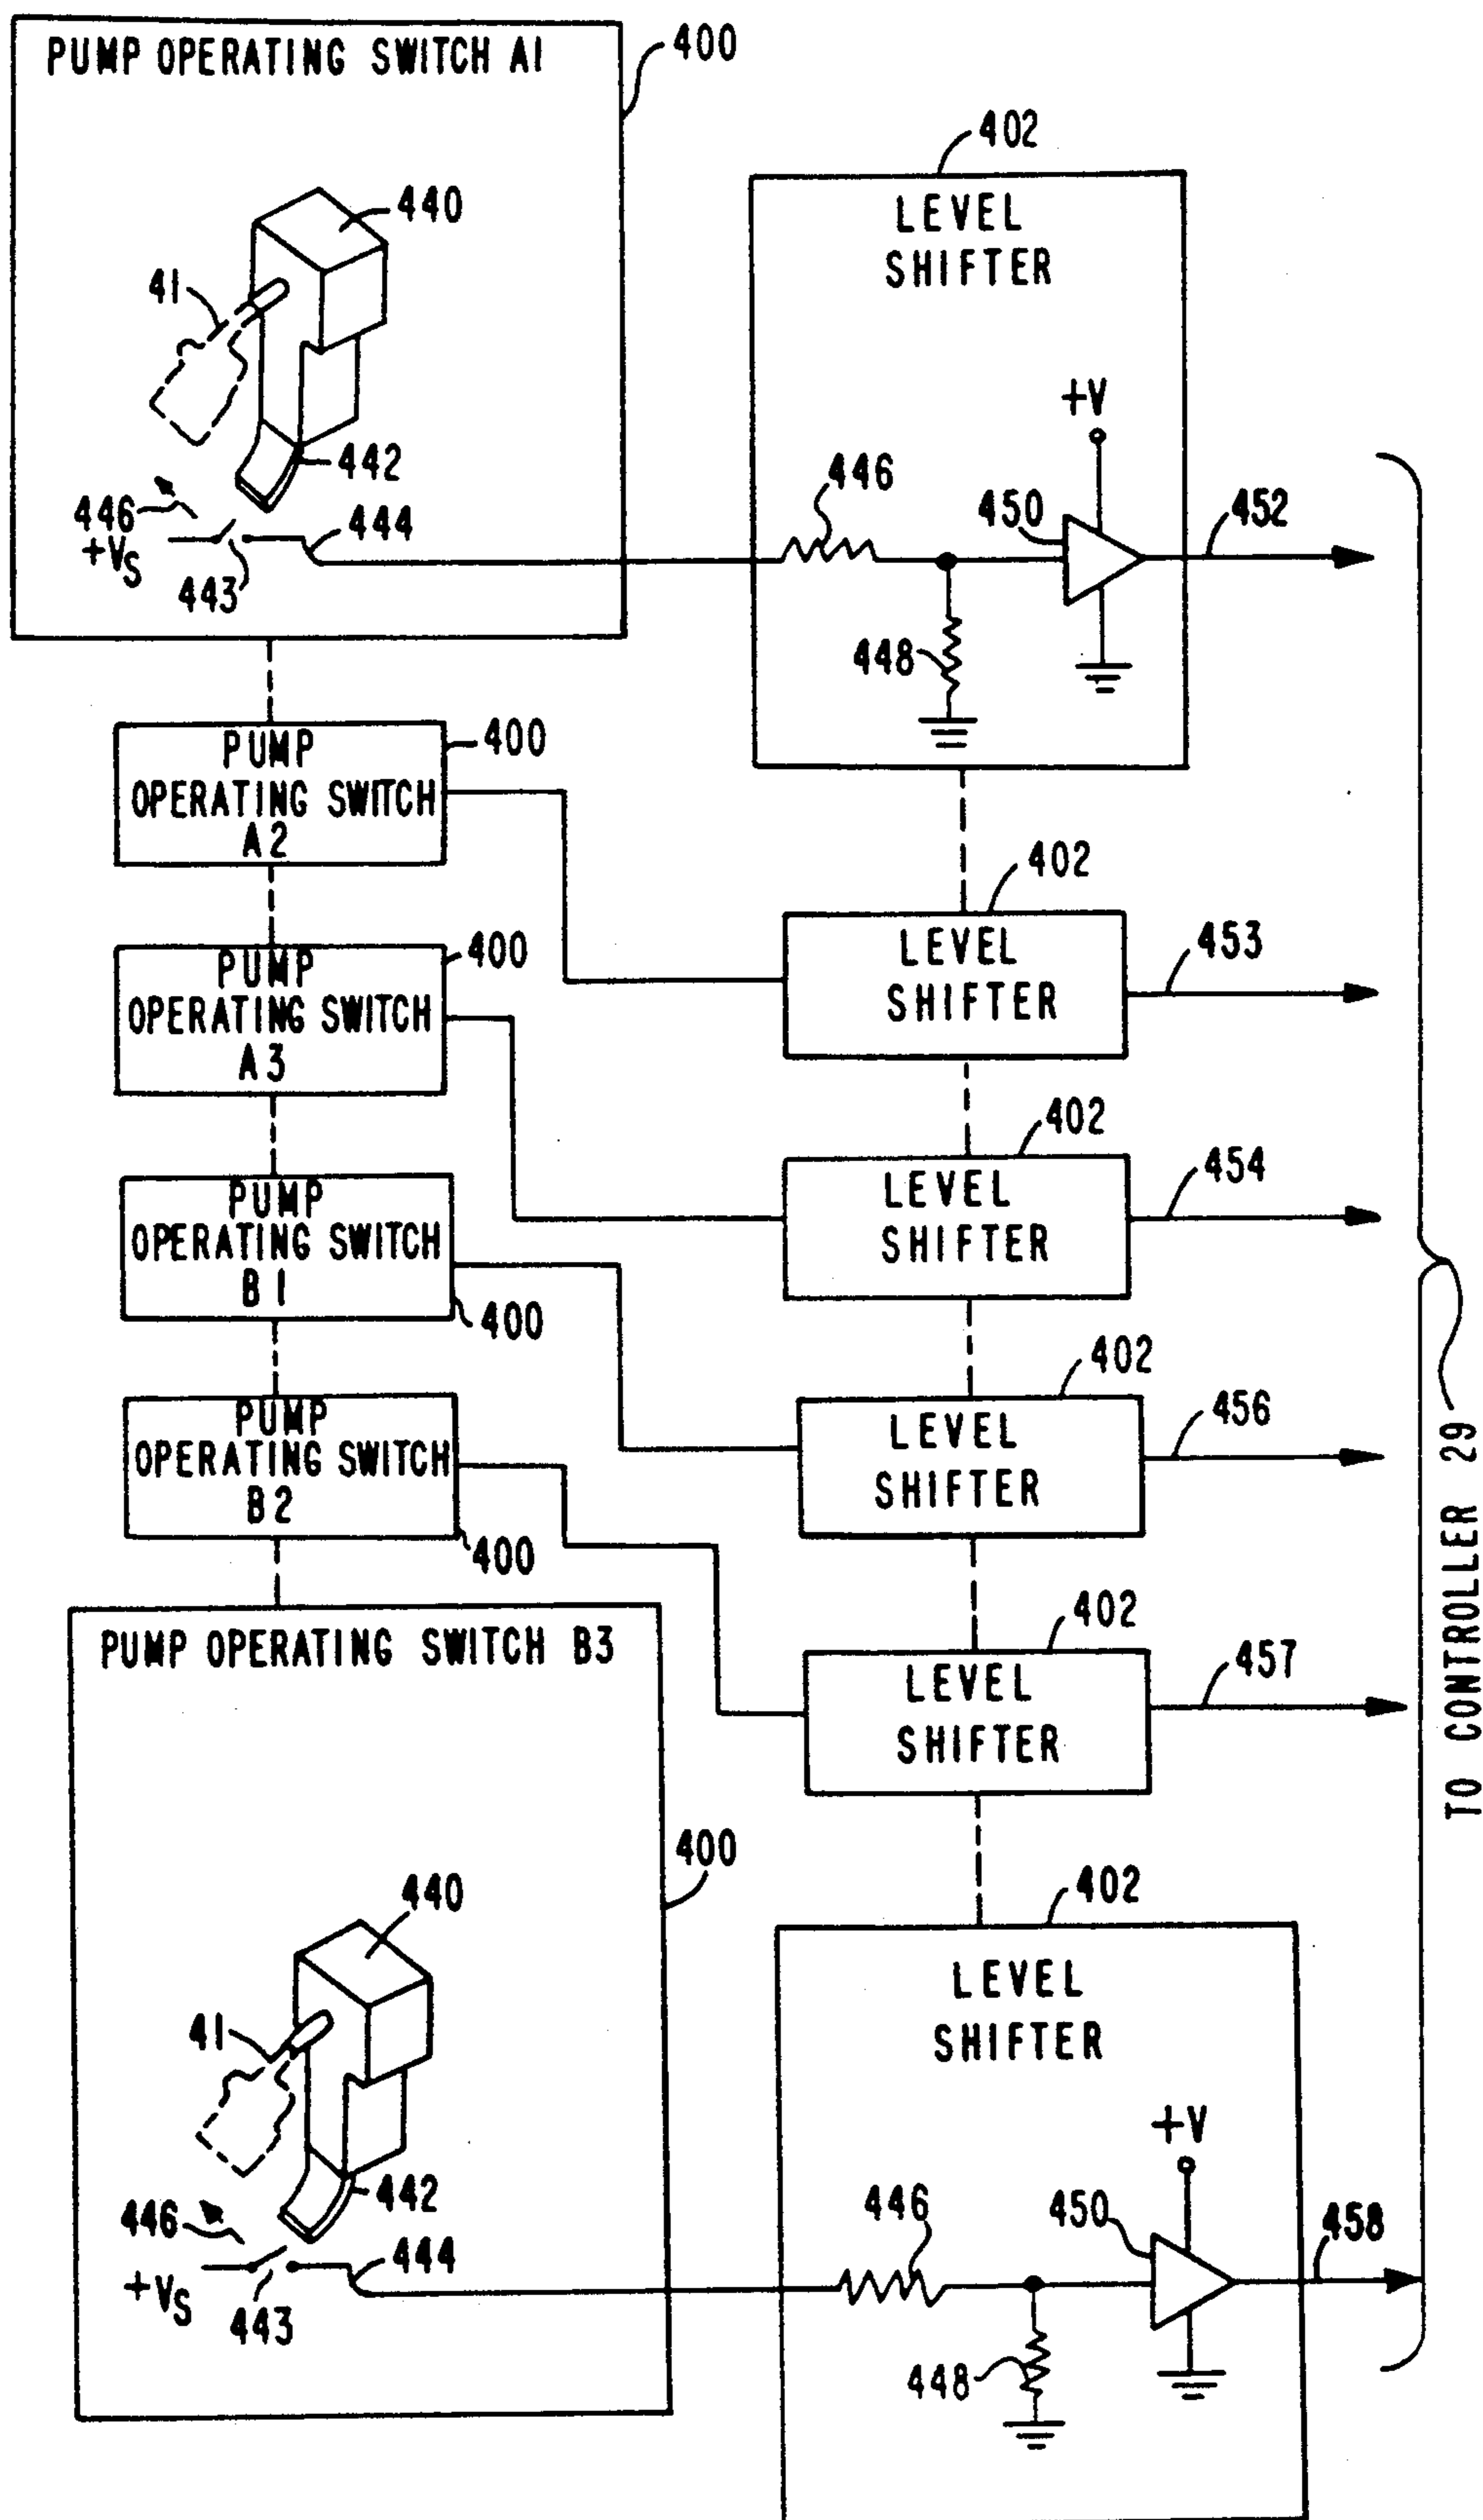 PUMP OPERATING SWITCH A1
400
402
LEVEL
SHIFTER
440
41
+V
442
446
446
444
450
452
+VS
443
448
PUMP
OPERATING SWITCH
A2
400
402
LEVEL
SHIFTER
453
PUMP
OPERATING SWITCH
A3
400
402
LEVEL
SHIFTER
454
PUMP
OPERATING SWITCH
B1
400
402
LEVEL
SHIFTER
456
PUMP
OPERATING SWITCH
B2
400
402
LEVEL
SHIFTER
457
TO CONTROLLER 29
PUMP OPERATING SWITCH B3
400
402
LEVEL
SHIFTER
440
41
+V
442
446
446
444
450
458
+VS
443
448